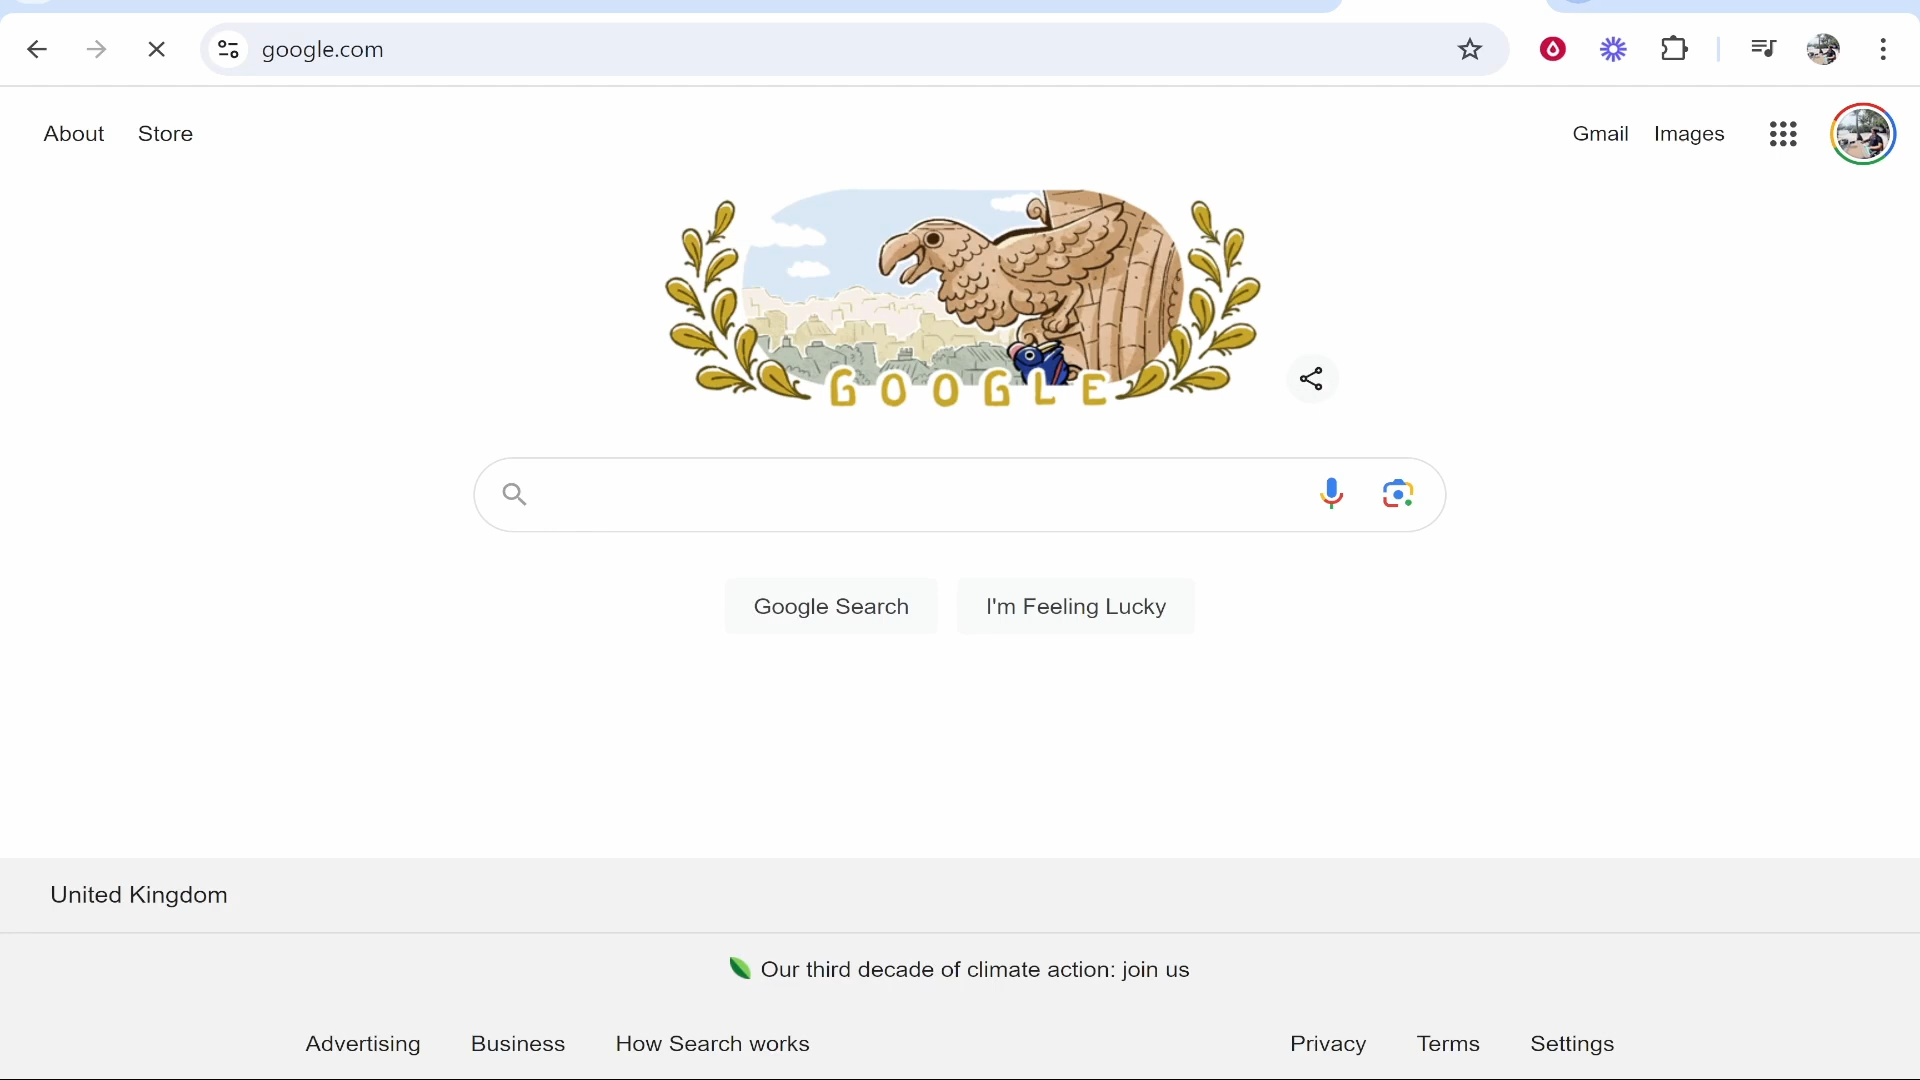 google.com
About Store Gmail Images
GOOGLE
Google Search I'm Feeling Lucky
United Kingdom
Our third decade of climate action: join us
Advertising Business How Search works Privacy Terms Settings